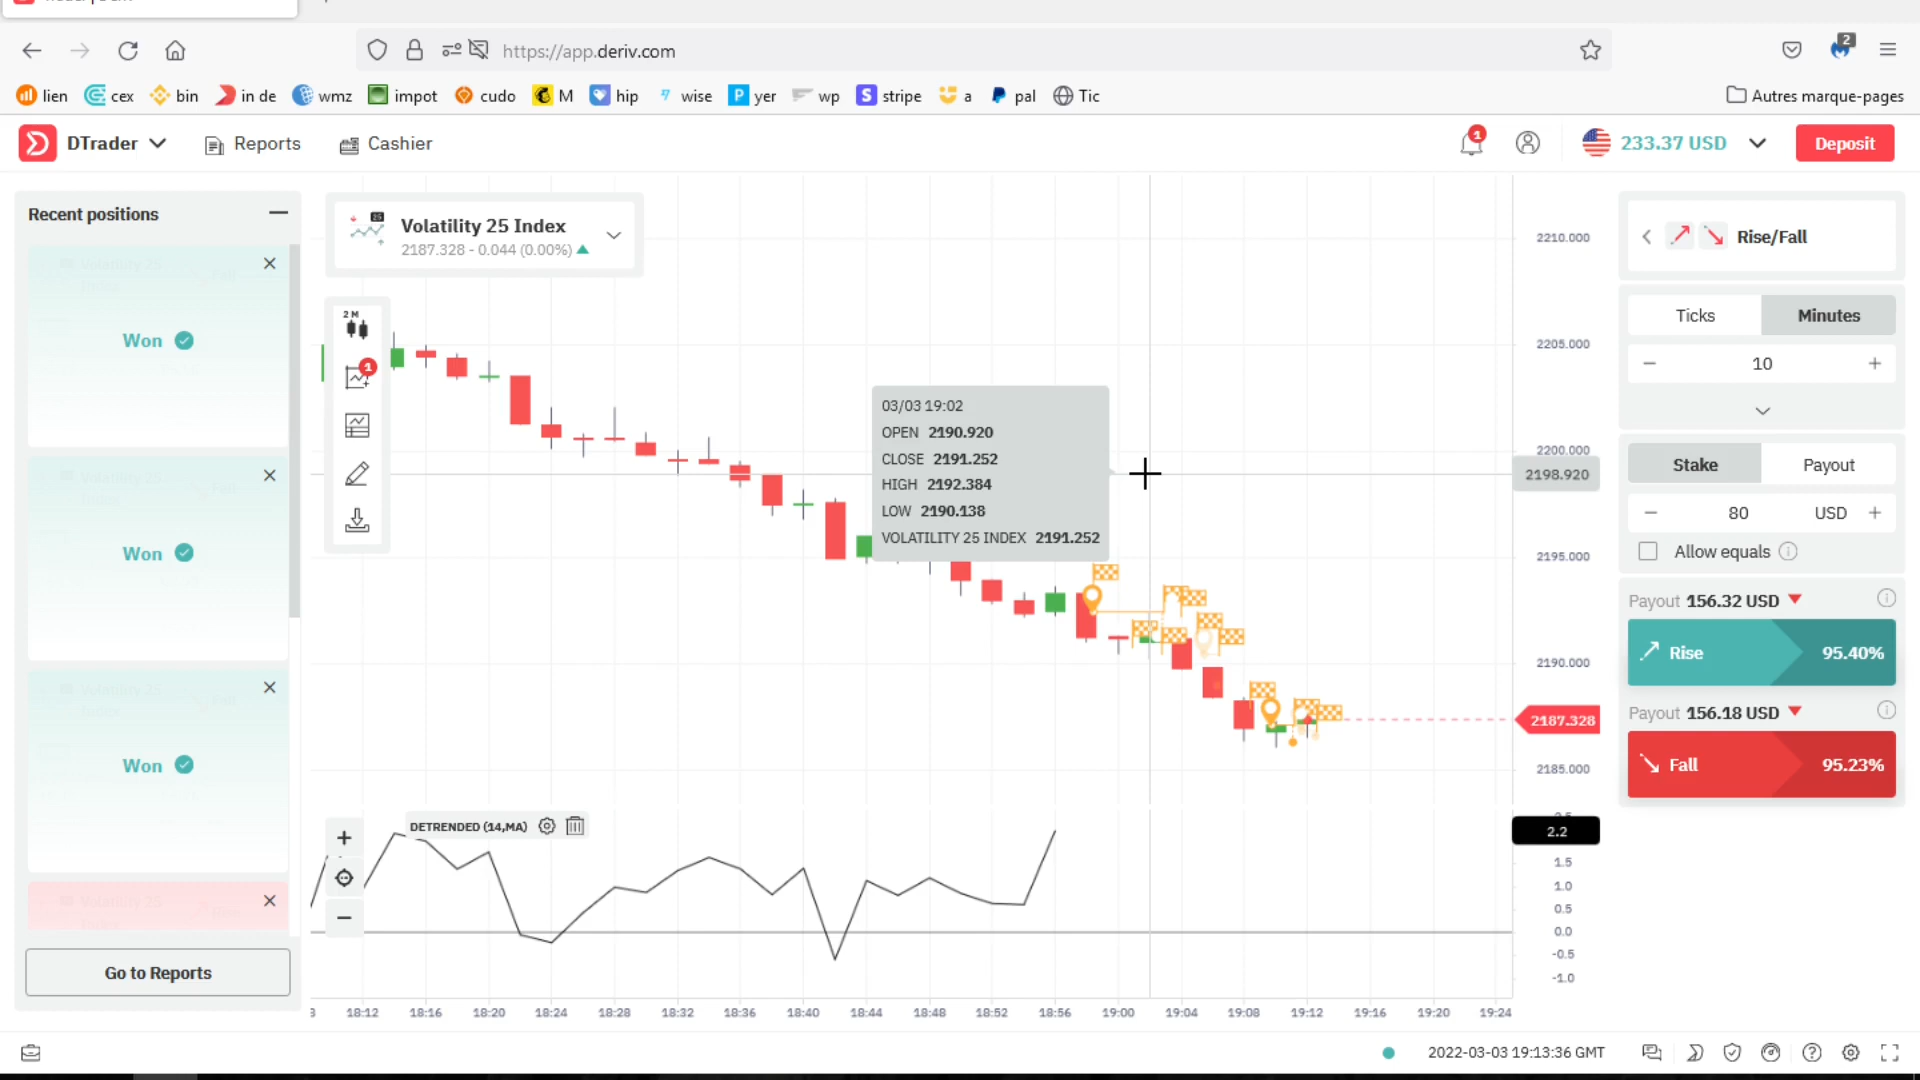 https://app.deriv.com
2
lien
cex
bin
in de
wmz
impot
cudo
M
hip
wise
yer
wp
stripe
a
pal
Tic
Autres marque-pages
DTrader
Reports
Cashier
1
233.37 USD
Deposit
Recent positions
Won
Won
Won
Go to Reports
25
Volatility 25 Index
2187.328 - 0.044 (0.00%)
2 M
1
03/03 19:02
OPEN 2190.920
CLOSE 2191.252
HIGH 2192.384
LOW 2190.138
VOLATILITY 25 INDEX 2191.252
2210.000
2205.000
2200.000
2198.920
2195.000
2190.000
2187.328
2185.000
DETRENDED (14,MA)
2.2
1.5
1.0
0.5
0.0
-0.5
-1.0
18:12 18:16 18:20 18:24 18:28 18:32 18:36 18:40 18:44 18:48 18:52 18:56 19:00 19:04 19:08 19:12 19:16 19:20 19:24
Rise/Fall
Ticks Minutes
10
Stake Payout
80 USD
Allow equals
Payout 156.32 USD
Rise 95.40%
Payout 156.18 USD
Fall 95.23%
2022-03-03 19:13:36 GMT